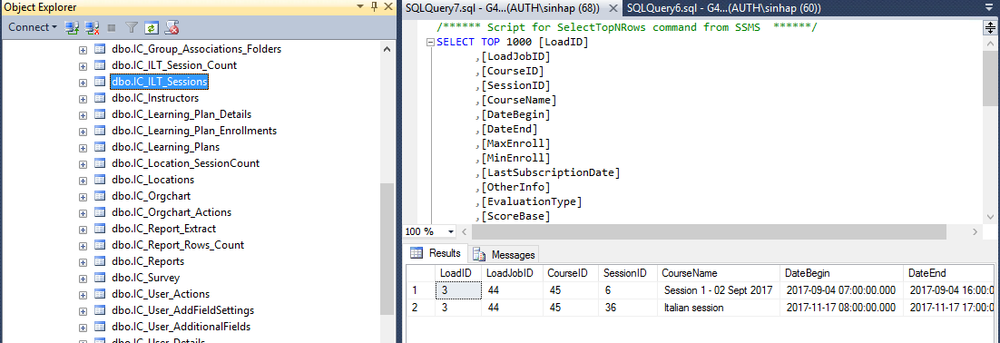 Object Explorer
Connect
dbo.IC_Group_Associations_Folders
dbo.IC_ILT_Session_Count
dbo.IC_ILT_Sessions
dbo.IC_Instructors
dbo.IC_Learning_Plan_Details
dbo.IC_Learning_Plan_Enrollments
dbo.IC_Learning_Plans
dbo.IC_Location_SessionCount
dbo.IC_Locations
dbo.IC_Orgchart
dbo.IC_Orgchart_Actions
dbo.IC_Report_Extract
dbo.IC_Report_Rows_Count
dbo.IC_Reports
dbo.IC_Survey
dbo.IC_User_Actions
dbo.IC_User_AddFieldSettings
dbo.IC_User_AdditionalFields
dbo.IC_User_Details
SQLQuery7.sql - G4...(AUTH\sinhap (68)) SQLQuery6.sql - G4...(AUTH\sinhap (60))
/****** Script for SelectTopNRows command from SSMS ******/
SELECT TOP 1000 [LoadID]
,[LoadJobID]
,[CourseID]
,[SessionID]
,[CourseName]
,[DateBegin]
,[DateEnd]
,[MaxEnroll]
,[MinEnroll]
,[LastSubscriptionDate]
,[OtherInfo]
,[EvaluationType]
,[ScoreBase]
100 %
Results Messages
LoadID LoadJobID CourseID SessionID CourseName DateBegin DateEnd
1 3 44 45 6 Session 1 - 02 Sept 2017 2017-09-04 07:00:00.000 2017-09-04 16:00:0
2 3 44 45 36 Italian session 2017-11-17 08:00:00.000 2017-11-17 17:00:0